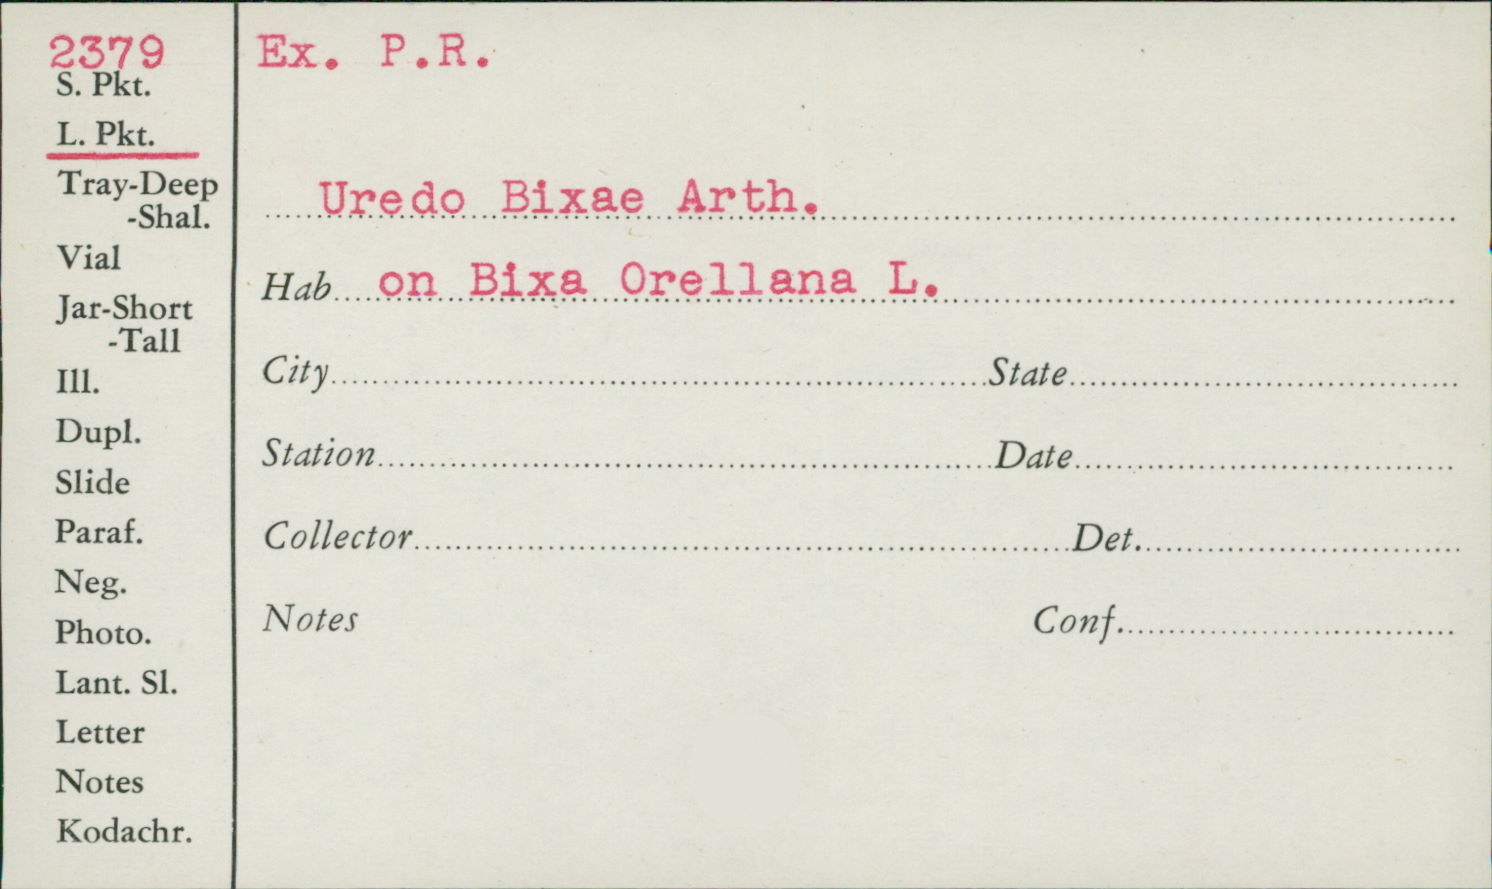 2379
S. Pkt.
L. Pkt.
Tray-Deep
-Shal.
Vial
Jar-Short
-Tall
Ill.
Dupl.
Slide
Paraf.
Neg.
Photo.
Lant. Sl.
Letter
Notes
Kodachr.
Ex. P.R.
Uredo Bixae Arth.
Hab on Bixa Orellana L.
City State
Station Date
Collector Det.
Notes Conf.